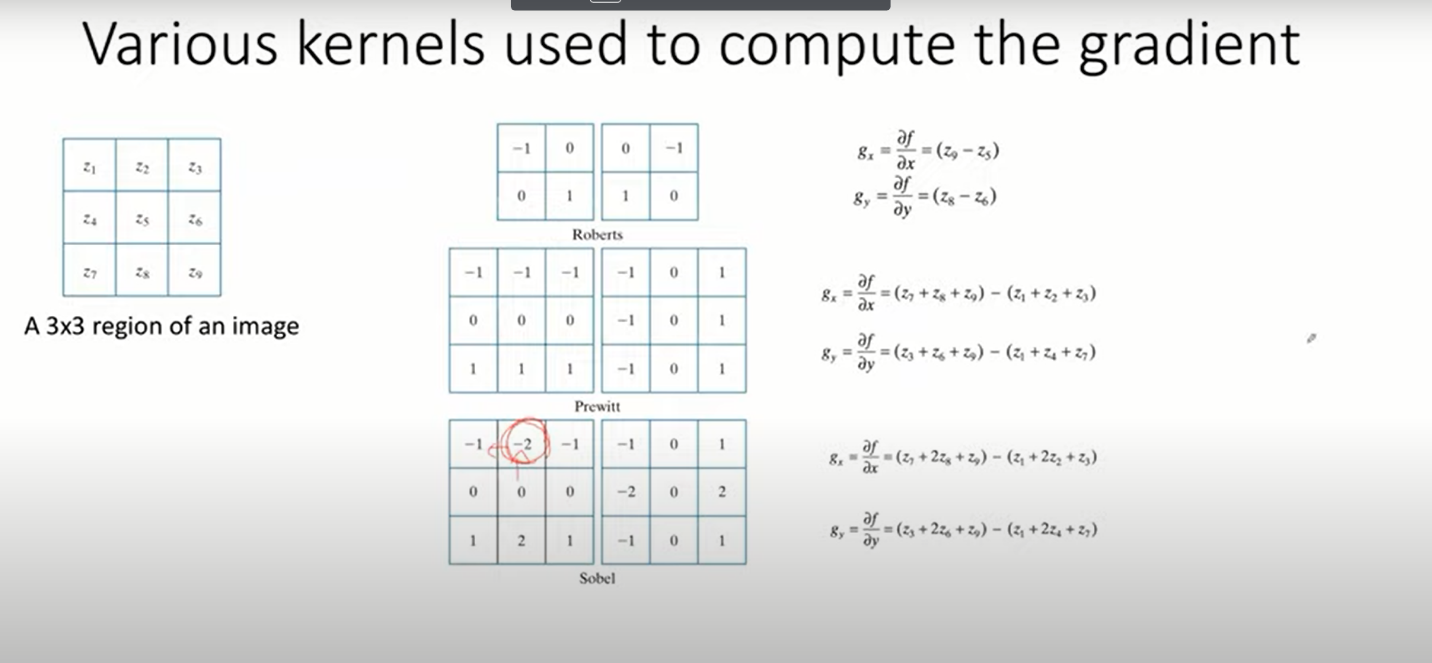 Various kernels used to compute the gradient
z₁ z₂ z₃
z₄ z₅ z₆
z₇ z₈ z₉
A 3x3 region of an image
−1 0 0 −1
0 1 1 0
Roberts
gₓ = ∂f/∂x = (z₉ − z₅)
g_y = ∂f/∂y = (z₈ − z₆)
−1 −1 −1 −1 0 1
0 0 0 −1 0 1
1 1 1 −1 0 1
Prewitt
gₓ = ∂f/∂x = (z₇ + z₈ + z₉) − (z₁ + z₂ + z₃)
g_y = ∂f/∂y = (z₃ + z₆ + z₉) − (z₁ + z₄ + z₇)
−1 −2 −1 −1 0 1
0 0 0 −2 0 2
1 2 1 −1 0 1
Sobel
gₓ = ∂f/∂x = (z₇ + 2z₈ + z₉) − (z₁ + 2z₂ + z₃)
g_y = ∂f/∂y = (z₃ + 2z₆ + z₉) − (z₁ + 2z₄ + z₇)